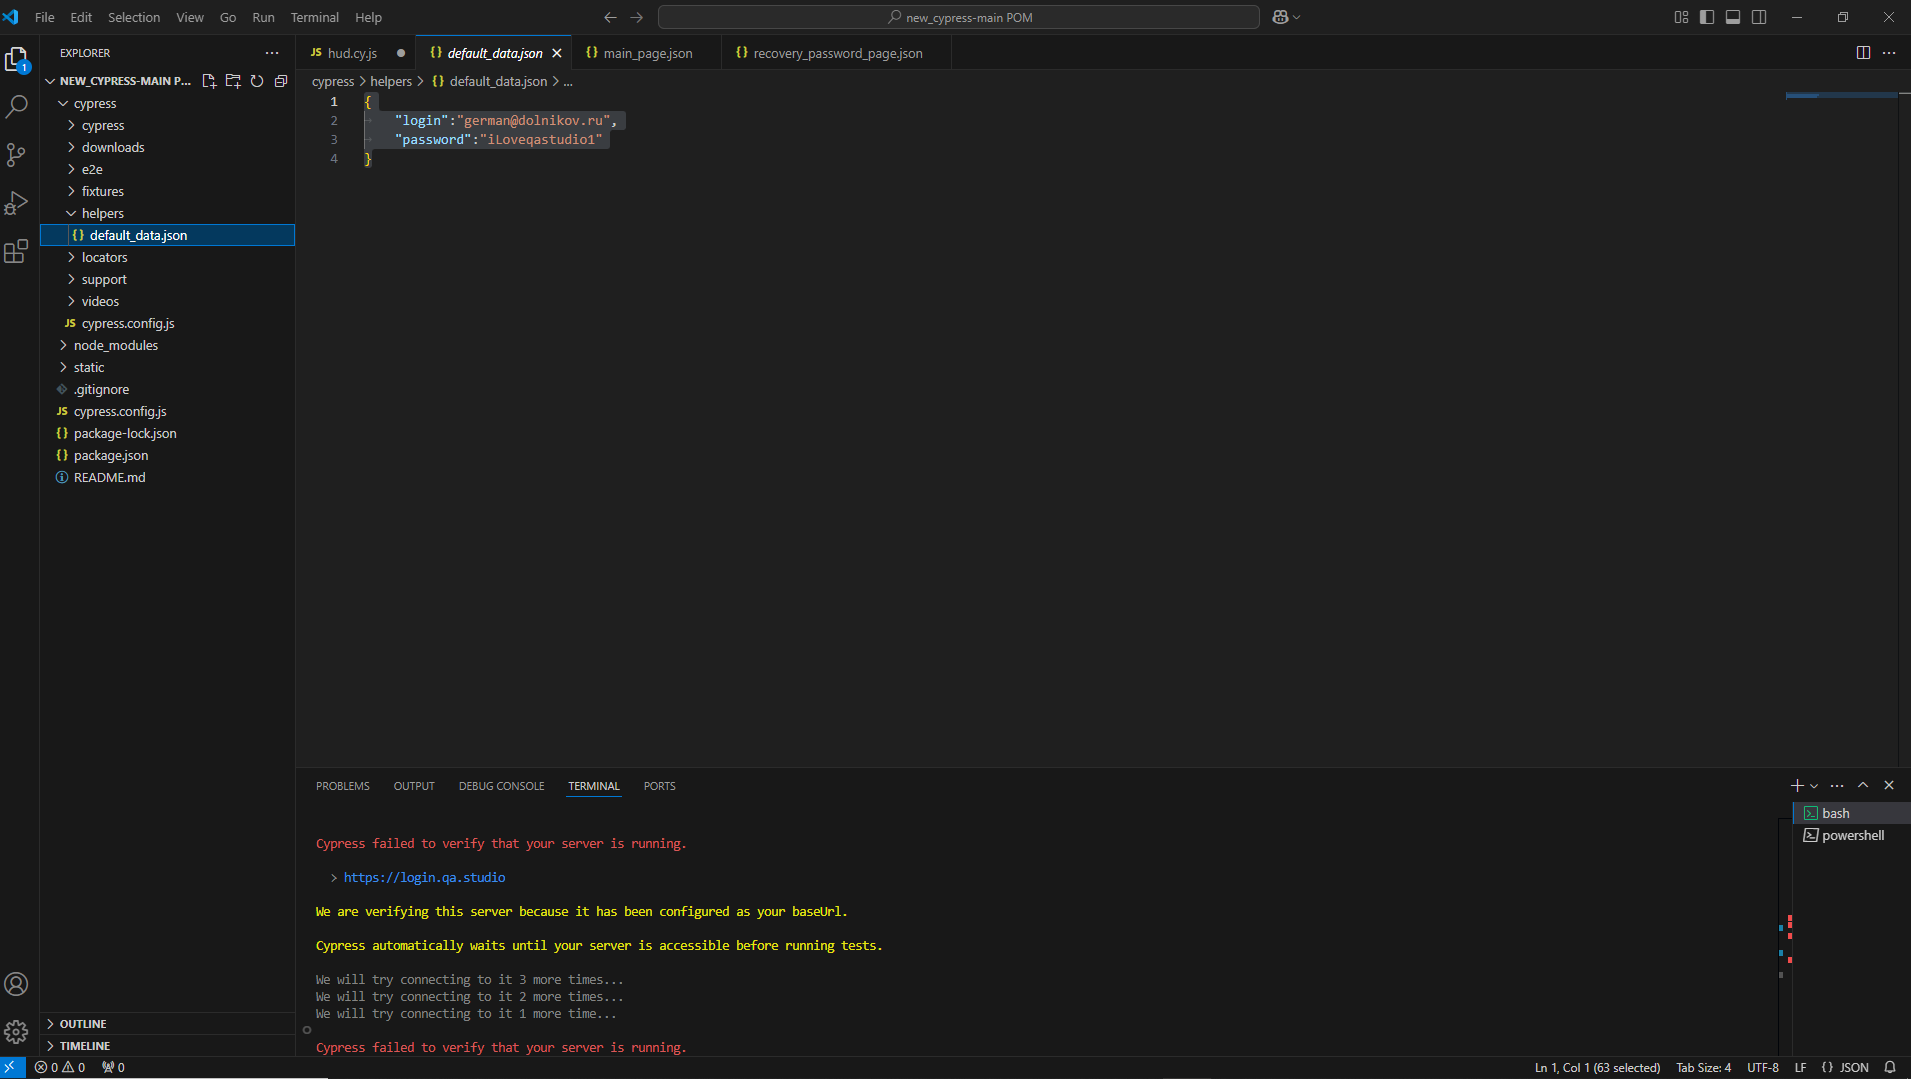 File Edit Selection View Go Run Terminal Help
new_cypress-main POM
EXPLORER
1
hud.cy.js
default_data.json
main_page.json
recovery_password_page.json
NEW_CYPRESS-MAIN P...
cypress > helpers > {} default_data.json > ...
cypress
cypress
downloads
e2e
fixtures
helpers
{} default_data.json
locators
support
videos
JS cypress.config.js
node_modules
static
.gitignore
JS cypress.config.js
{} package-lock.json
{} package.json
README.md
OUTLINE
TIMELINE
1 {
2 "login":"german@dolnikov.ru",
3 "password":"iLoveqastudio1"
4 }
PROBLEMS OUTPUT DEBUG CONSOLE TERMINAL PORTS
bash
powershell
Cypress failed to verify that your server is running.
> https://login.qa.studio
We are verifying this server because it has been configured as your baseUrl.
Cypress automatically waits until your server is accessible before running tests.
We will try connecting to it 3 more times...
We will try connecting to it 2 more times...
We will try connecting to it 1 more time...
Cypress failed to verify that your server is running.
0 0 0
Ln 1, Col 1 (63 selected) Tab Size: 4 UTF-8 LF {} JSON